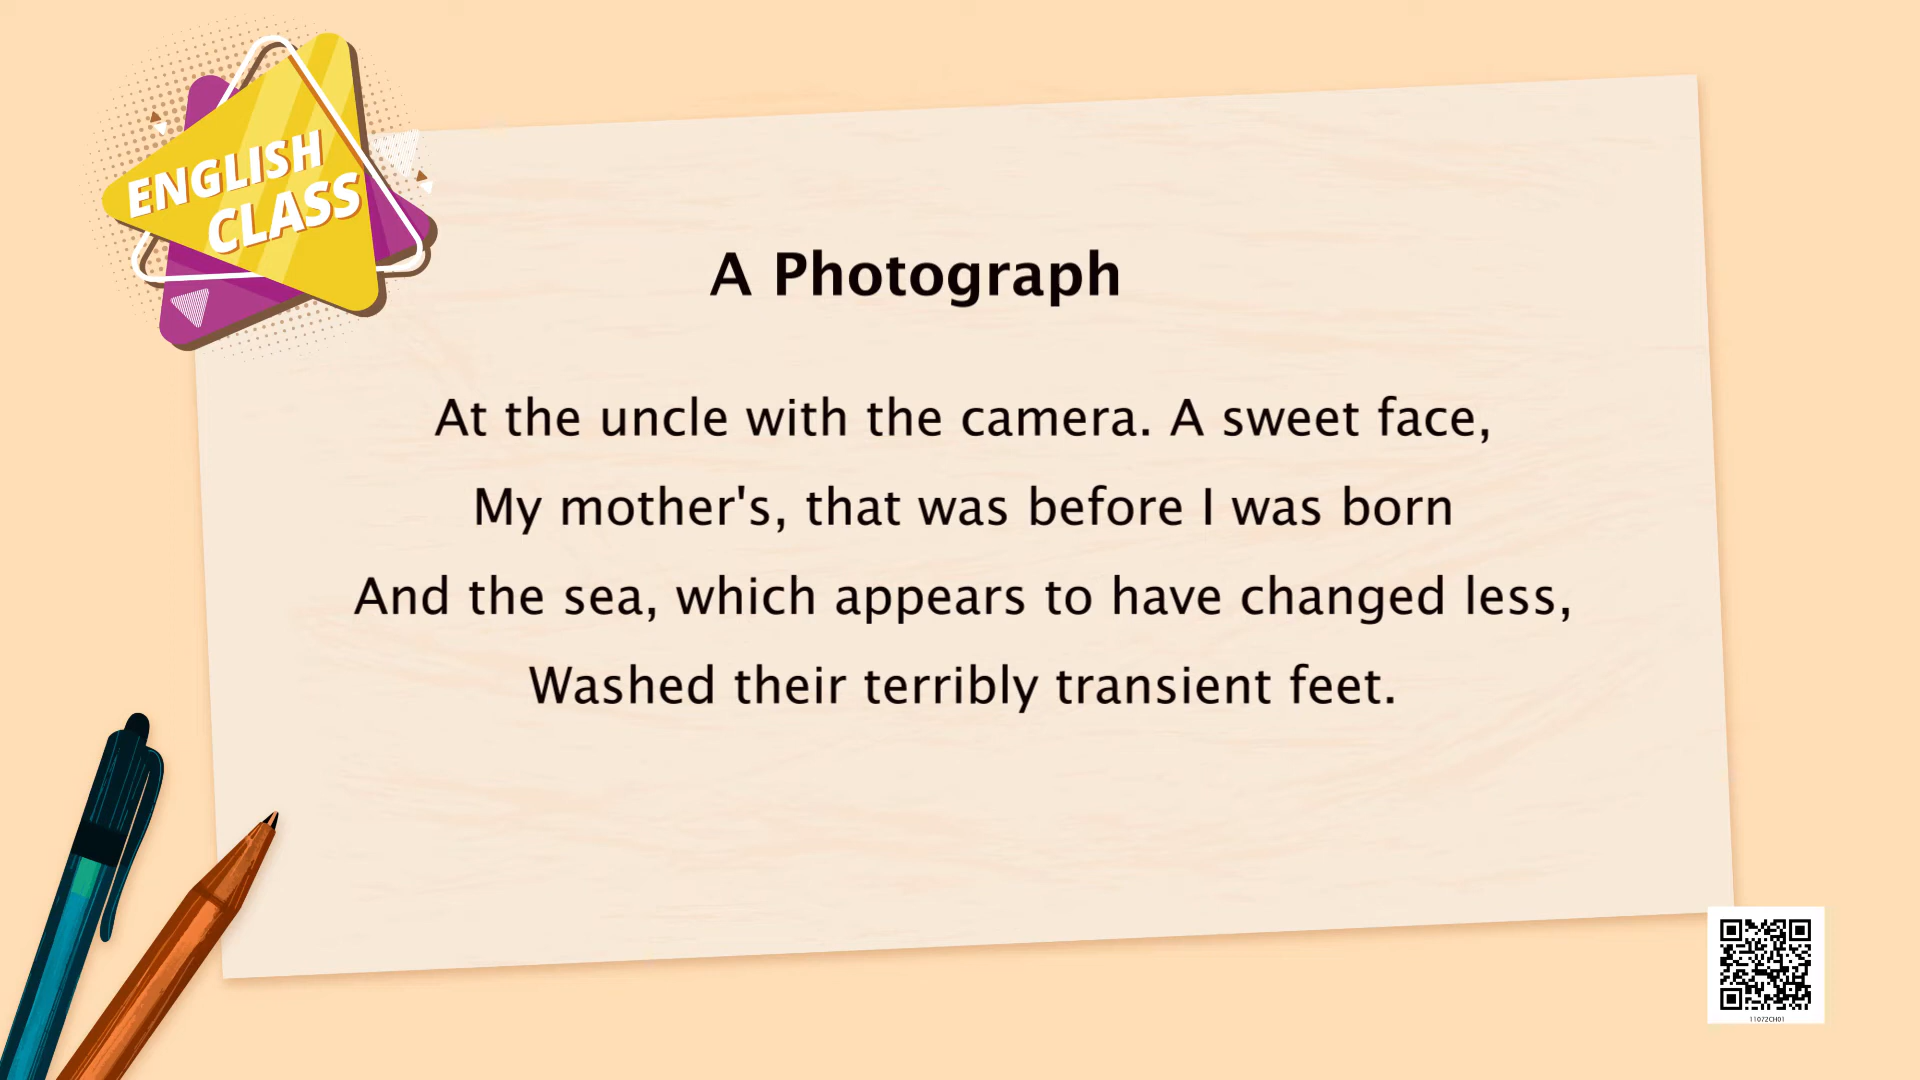 ENGLISH
CLASS
A Photograph
At the uncle with the camera. A sweet face,
My mother's, that was before I was born
And the sea, which appears to have changed less,
Washed their terribly transient feet.
11072CH01